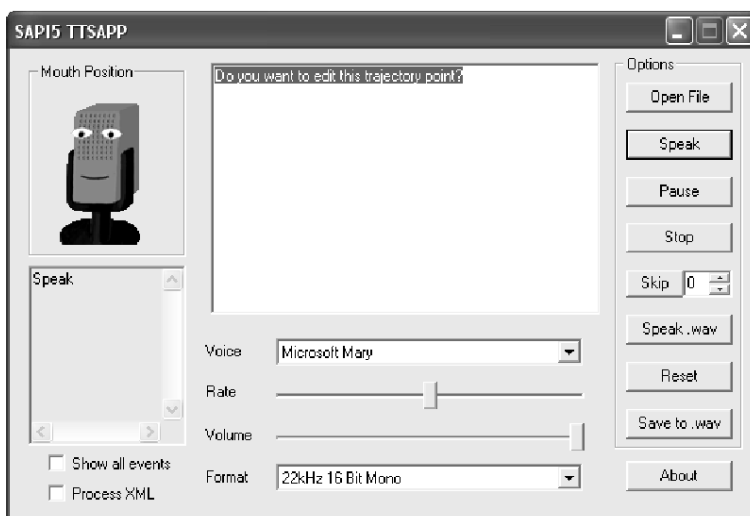 SAPI5 TTSAPP
Mouth Position
Do you want to edit this trajectory point?
Options
Open File
Speak
Pause
Stop
Skip 0
Speak .wav
Reset
Save to .wav
About
Speak
Voice Microsoft Mary
Rate
Volume
Format 22kHz 16 Bit Mono
Show all events
Process XML